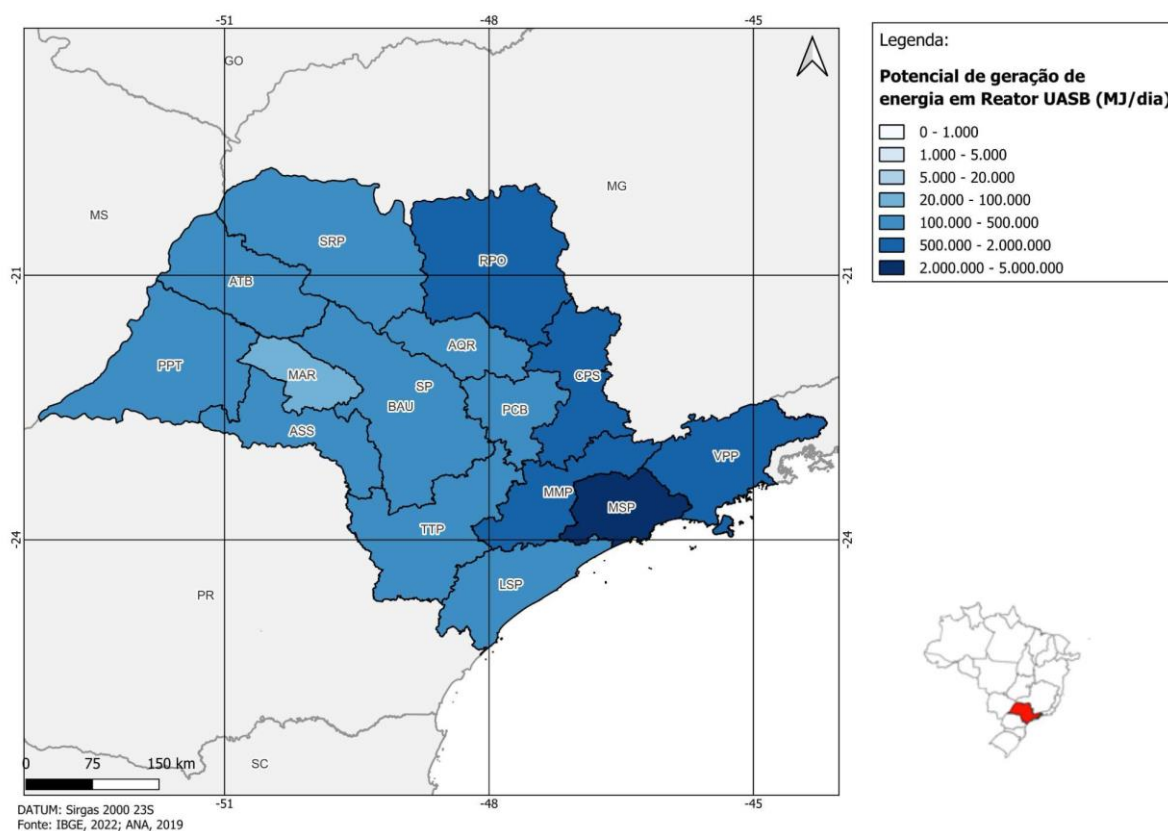 -51
-48
-45
GO
MG
MS
SRP
RPO
-21
-21
ATB
AQR
PPT
MAR
SP
CPS
BAU
PCB
ASS
VPP
MMP
MSP
TTP
-24
-24
LSP
PR
SC
0 75 150 km
-51
-48
-45
DATUM: Sirgas 2000 23S
Fonte: IBGE, 2022; ANA, 2019
Legenda:
Potencial de geração de
energia em Reator UASB (MJ/dia)
0 - 1.000
1.000 - 5.000
5.000 - 20.000
20.000 - 100.000
100.000 - 500.000
500.000 - 2.000.000
2.000.000 - 5.000.000